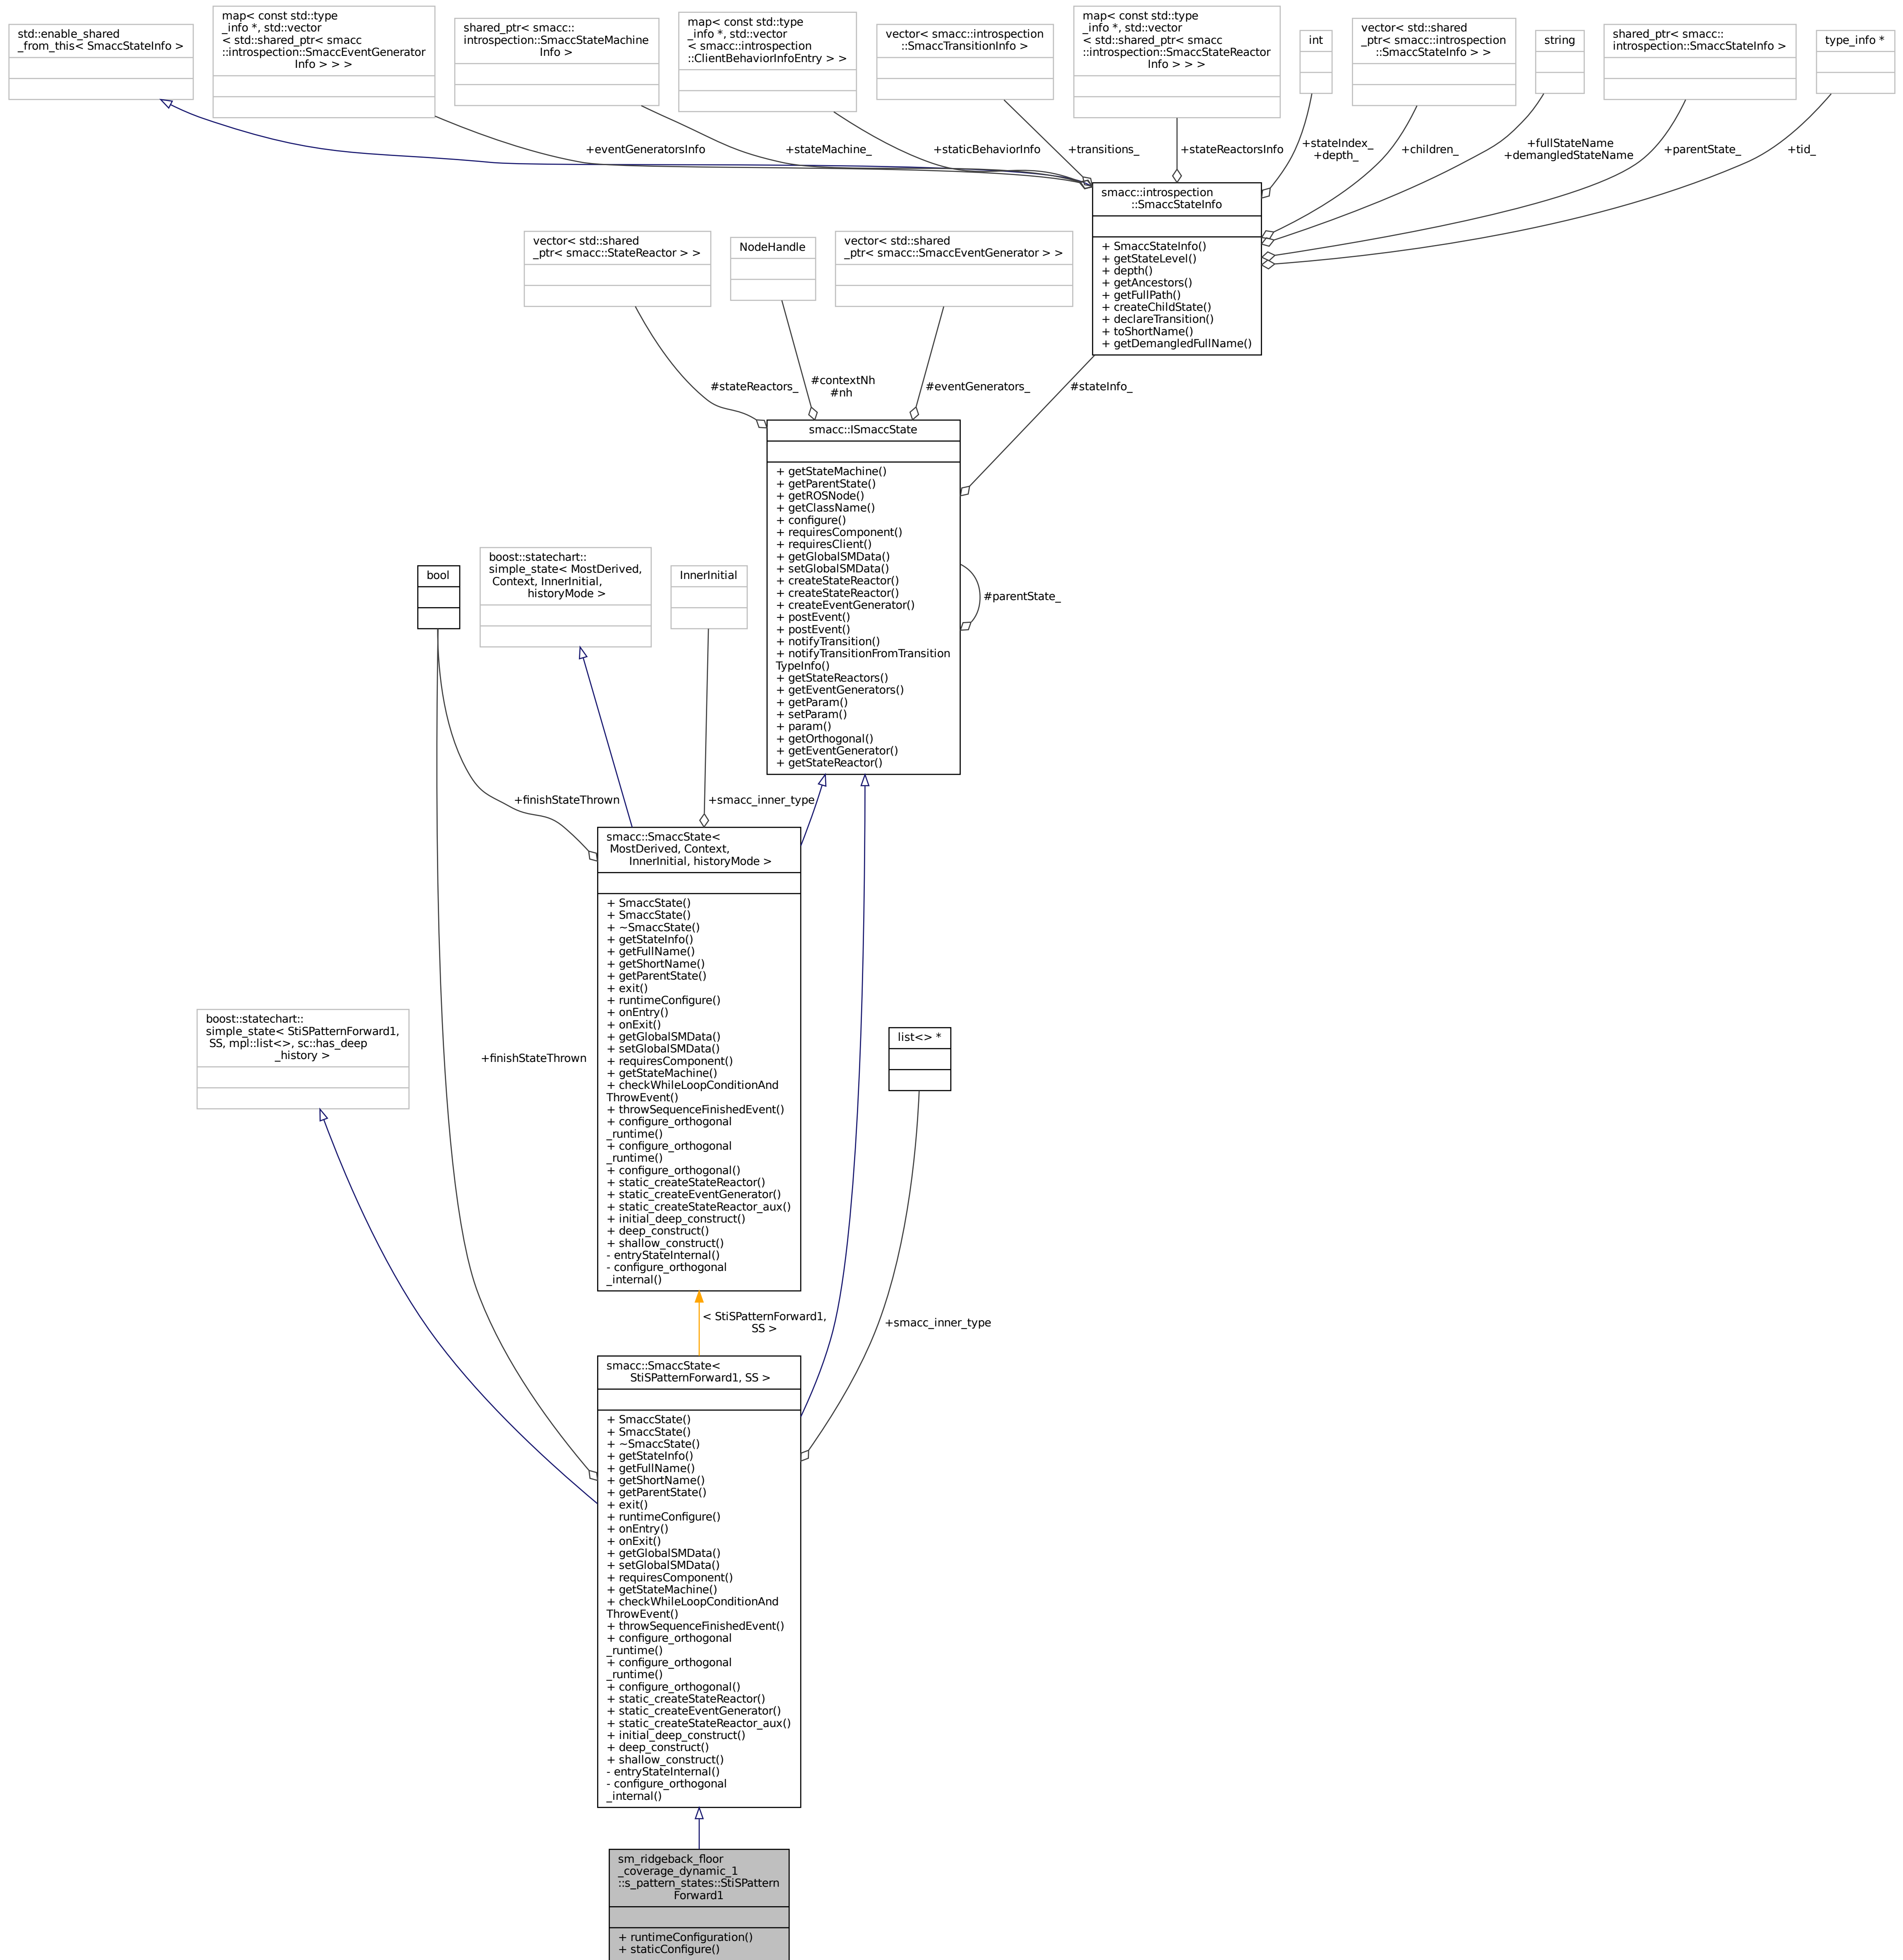 std::enable_shared
_from_this< SmaccStateInfo >
map< const std::type
_info *, std::vector
< std::shared_ptr< smacc
::introspection::SmaccEventGenerator
Info > > >
shared_ptr< smacc::
introspection::SmaccStateMachine
Info >
map< const std::type
_info *, std::vector
< smacc::introspection
::ClientBehaviorInfoEntry > >
vector< smacc::introspection
::SmaccTransitionInfo >
map< const std::type
_info *, std::vector
< std::shared_ptr< smacc
::introspection::SmaccStateReactor
Info > > >
int
vector< std::shared
_ptr< smacc::introspection
::SmaccStateInfo > >
string
shared_ptr< smacc::
introspection::SmaccStateInfo >
type_info *
+eventGeneratorsInfo
+stateMachine_
+staticBehaviorInfo
+transitions_
+stateReactorsInfo
+stateIndex_
+depth_
+children_
+fullStateName
+demangledStateName
+parentState_
+tid_
smacc::introspection
::SmaccStateInfo
+ SmaccStateInfo()
+ getStateLevel()
+ depth()
+ getAncestors()
+ getFullPath()
+ createChildState()
+ declareTransition()
+ toShortName()
+ getDemangledFullName()
vector< std::shared
_ptr< smacc::StateReactor > >
NodeHandle
vector< std::shared
_ptr< smacc::SmaccEventGenerator > >
#stateReactors_
#contextNh
#nh
#eventGenerators_
#stateInfo_
smacc::ISmaccState
+ getStateMachine()
+ getParentState()
+ getROSNode()
+ getClassName()
+ configure()
+ requiresComponent()
+ requiresClient()
+ getGlobalSMData()
+ setGlobalSMData()
+ createStateReactor()
+ createStateReactor()
+ createEventGenerator()
+ postEvent()
+ postEvent()
+ notifyTransition()
+ notifyTransitionFromTransition
TypeInfo()
+ getStateReactors()
+ getEventGenerators()
+ getParam()
+ setParam()
+ param()
+ getOrthogonal()
+ getEventGenerator()
+ getStateReactor()
#parentState_
bool
boost::statechart::
simple_state< MostDerived,
Context, InnerInitial,
historyMode >
InnerInitial
+finishStateThrown
+smacc_inner_type
smacc::SmaccState<
MostDerived, Context,
InnerInitial, historyMode >
+ SmaccState()
+ SmaccState()
+ ~SmaccState()
+ getStateInfo()
+ getFullName()
+ getShortName()
+ getParentState()
+ exit()
+ runtimeConfigure()
+ onEntry()
+ onExit()
+ getGlobalSMData()
+ setGlobalSMData()
+ requiresComponent()
+ getStateMachine()
+ checkWhileLoopConditionAnd
ThrowEvent()
+ throwSequenceFinishedEvent()
+ configure_orthogonal
_runtime()
+ configure_orthogonal
_runtime()
+ configure_orthogonal()
+ static_createStateReactor()
+ static_createEventGenerator()
+ static_createStateReactor_aux()
+ initial_deep_construct()
+ deep_construct()
+ shallow_construct()
- entryStateInternal()
- configure_orthogonal
_internal()
boost::statechart::
simple_state< StiSPatternForward1,
SS, mpl::list<>, sc::has_deep
_history >
+finishStateThrown
list<> *
< StiSPatternForward1,
SS >
+smacc_inner_type
smacc::SmaccState<
StiSPatternForward1, SS >
+ SmaccState()
+ SmaccState()
+ ~SmaccState()
+ getStateInfo()
+ getFullName()
+ getShortName()
+ getParentState()
+ exit()
+ runtimeConfigure()
+ onEntry()
+ onExit()
+ getGlobalSMData()
+ setGlobalSMData()
+ requiresComponent()
+ getStateMachine()
+ checkWhileLoopConditionAnd
ThrowEvent()
+ throwSequenceFinishedEvent()
+ configure_orthogonal
_runtime()
+ configure_orthogonal
_runtime()
+ configure_orthogonal()
+ static_createStateReactor()
+ static_createEventGenerator()
+ static_createStateReactor_aux()
+ initial_deep_construct()
+ deep_construct()
+ shallow_construct()
- entryStateInternal()
- configure_orthogonal
_internal()
sm_ridgeback_floor
_coverage_dynamic_1
::s_pattern_states::StiSPattern
Forward1
+ runtimeConfiguration()
+ staticConfigure()